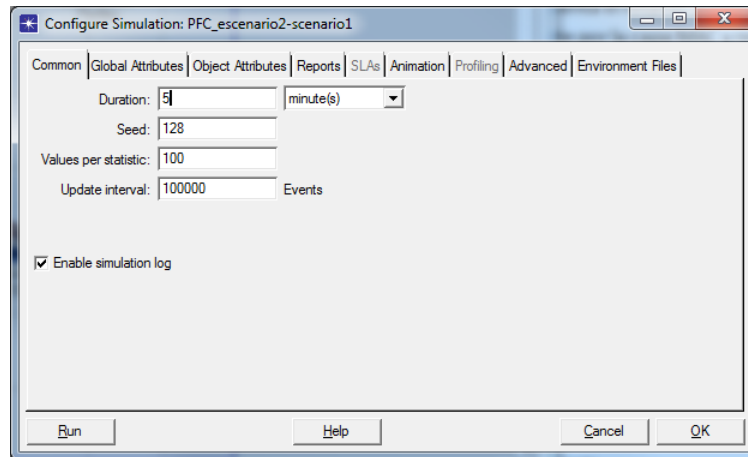 Configure Simulation: PFC_escenario2-scenario1
Common Global Attributes Object Attributes Reports SLAs Animation Profiling Advanced Environment Files
Duration: 5 minute(s)
Seed: 128
Values per statistic: 100
Update interval: 100000 Events
Enable simulation log
Run Help Cancel OK